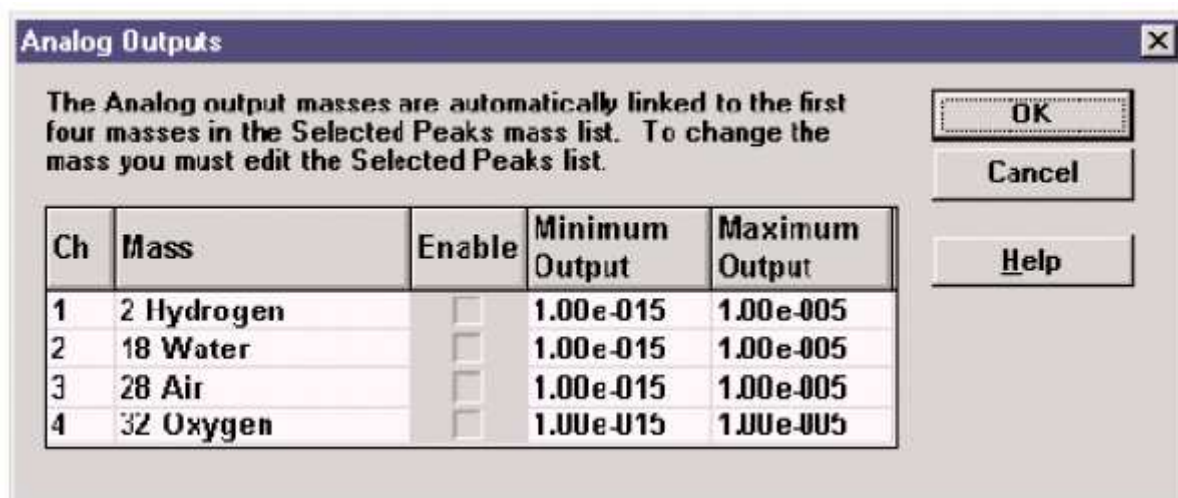 Analog Outputs
The Analog output masses are automatically linked to the first
four masses in the Selected Peaks mass list. To change the
mass you must edit the Selected Peaks list.
OK
Cancel
Help
Ch Mass Enable Minimum Output Maximum Output
1 2 Hydrogen 1.00e-015 1.00e-005
2 18 Water 1.00e-015 1.00e-005
3 28 Air 1.00e-015 1.00e-005
4 32 Oxygen 1.00e-015 1.00e-005